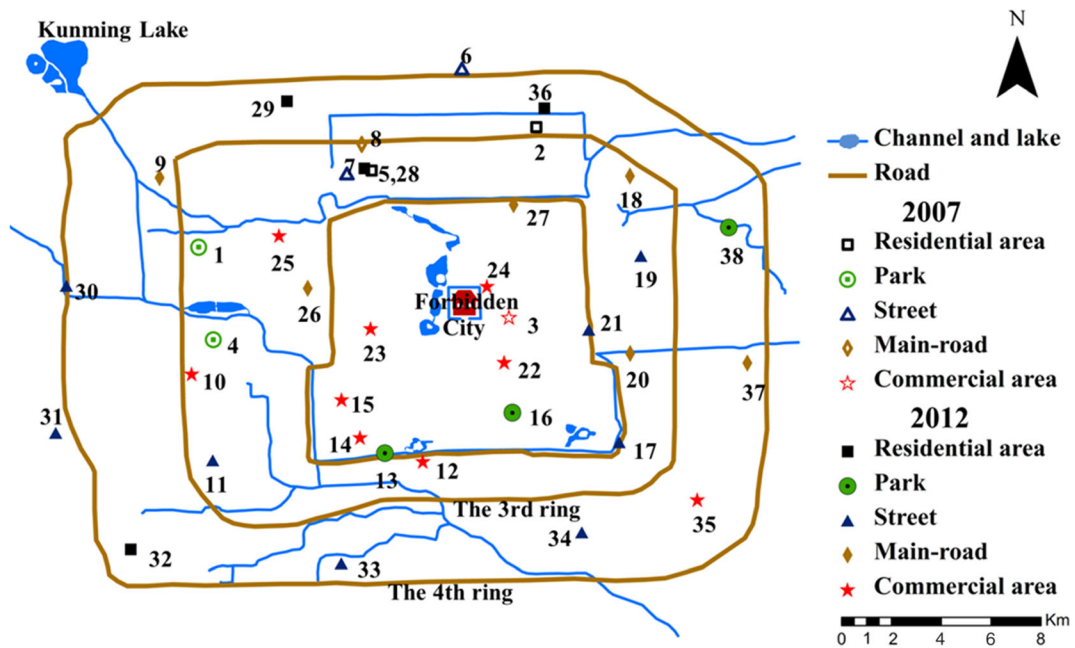 Kunming Lake
N
6
36
29
8
2
7
5,28
9
18
27
1
25
38
24
19
30
26
Forbidden
City
3
21
23
4
22
20
10
37
15
16
31
14
17
13
12
11
The 3rd ring
35
34
32
33
The 4th ring
Channel and lake
Road
2007
Residential area
Park
Street
Main-road
Commercial area
2012
Residential area
Park
Street
Main-road
Commercial area
Km
0 1 2 4 6 8